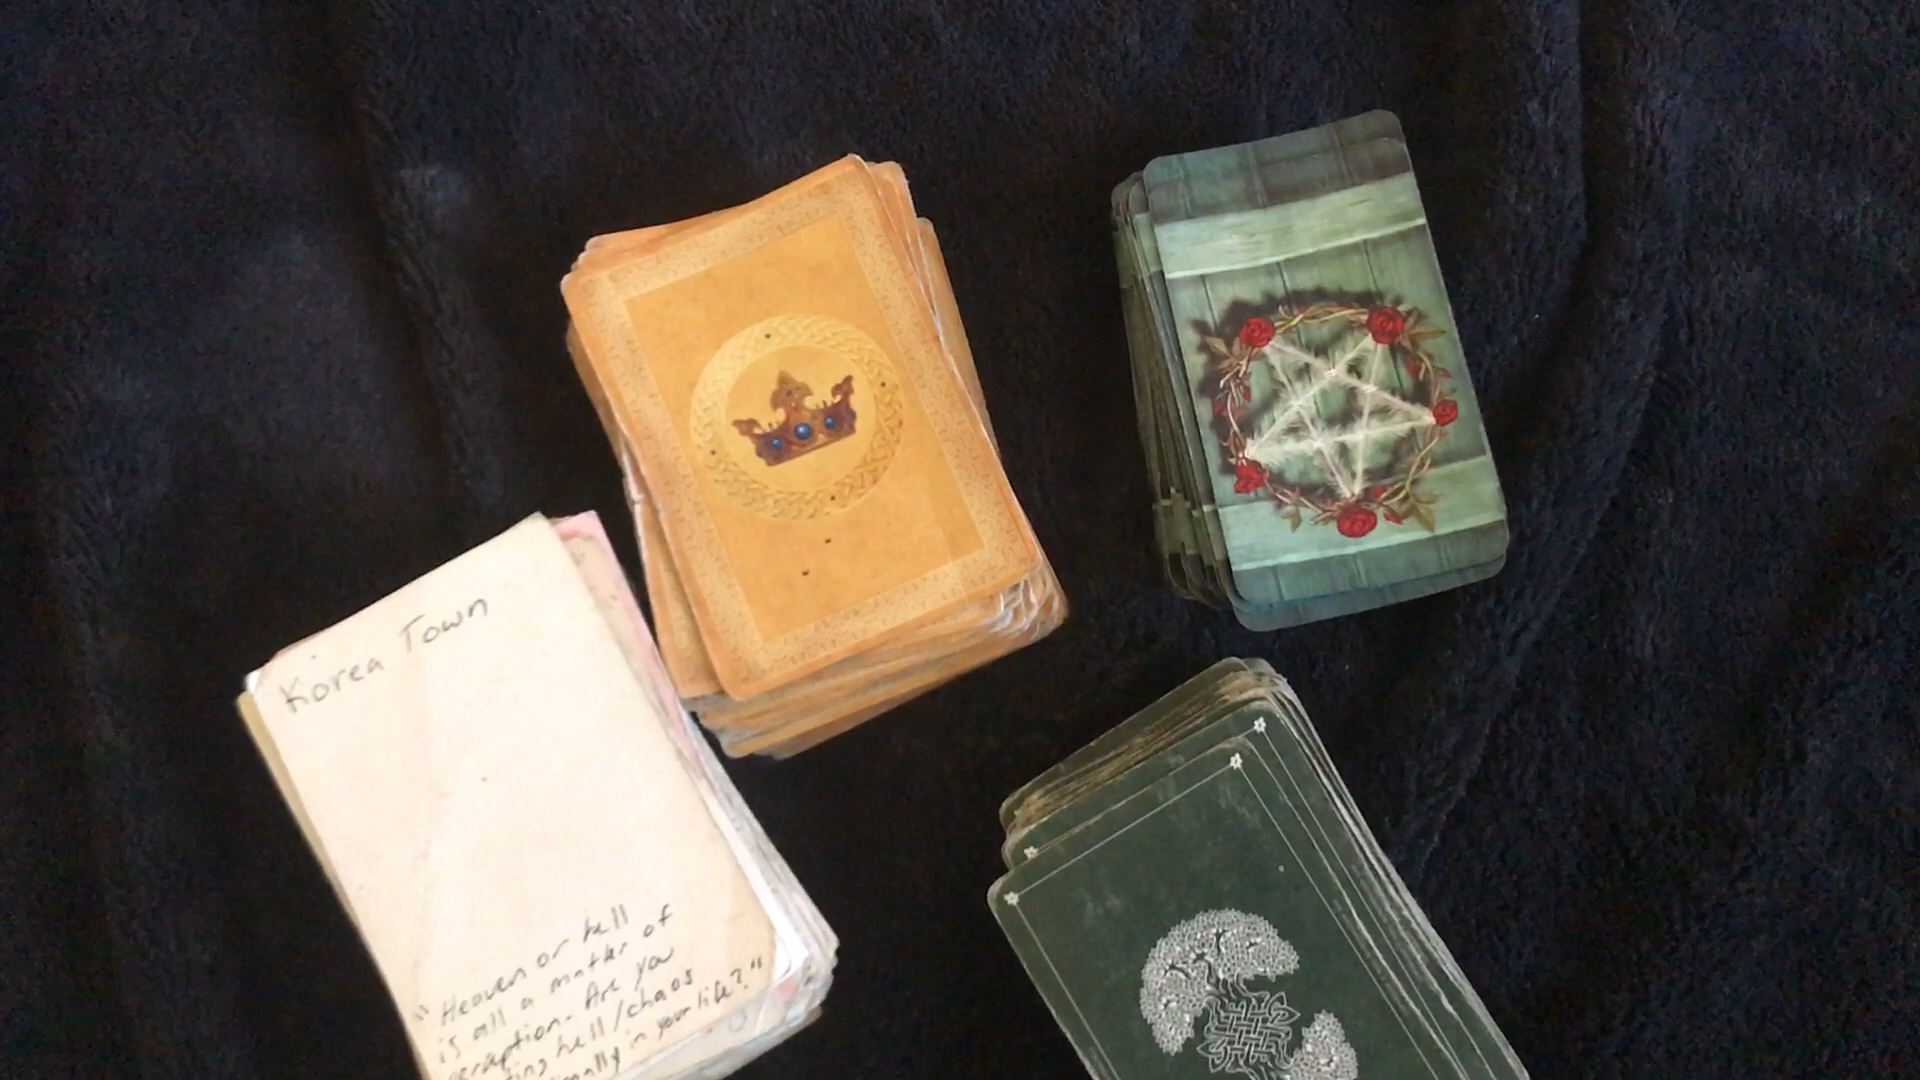 Korea Town
"Heaven or hell
is all a matter of
perception. Are you
hell/chaos
in your life?"